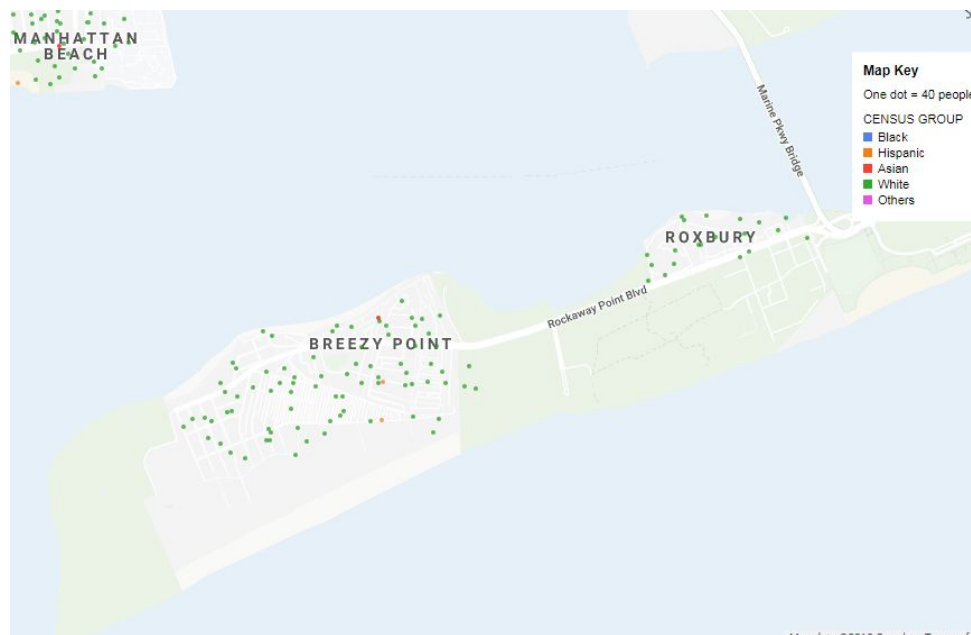 MANHATTAN
BEACH
Marine Pkwy Bridge
Map Key
One dot = 40 people
CENSUS GROUP
Black
Hispanic
Asian
White
Others
ROXBURY
Rockaway Point Blvd
BREEZY POINT